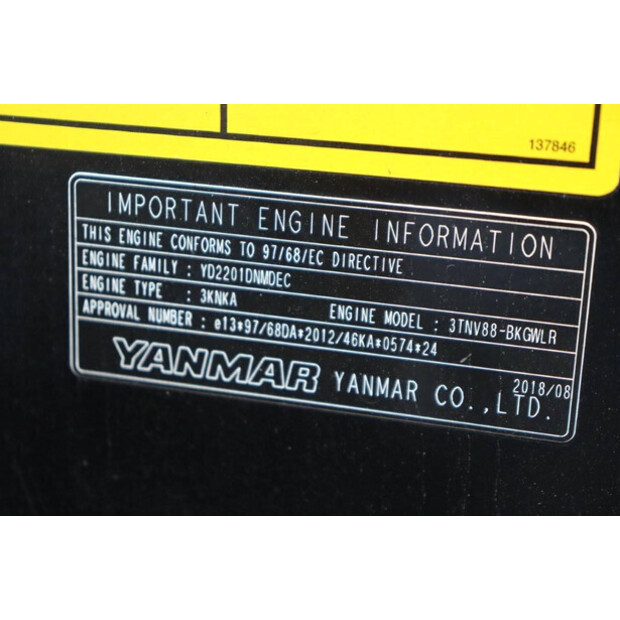 137846
IMPORTANT ENGINE INFORMATION
THIS ENGINE CONFORMS TO 97/68/EC DIRECTIVE
ENGINE FAMILY : YD2201DNMDEC
ENGINE TYPE : 3KNKA ENGINE MODEL : 3TNV88-BKGWLR
APPROVAL NUMBER : e13*97/68DA*2012/46KA*0574*24
2018/08
YANMAR YANMAR CO.,LTD.